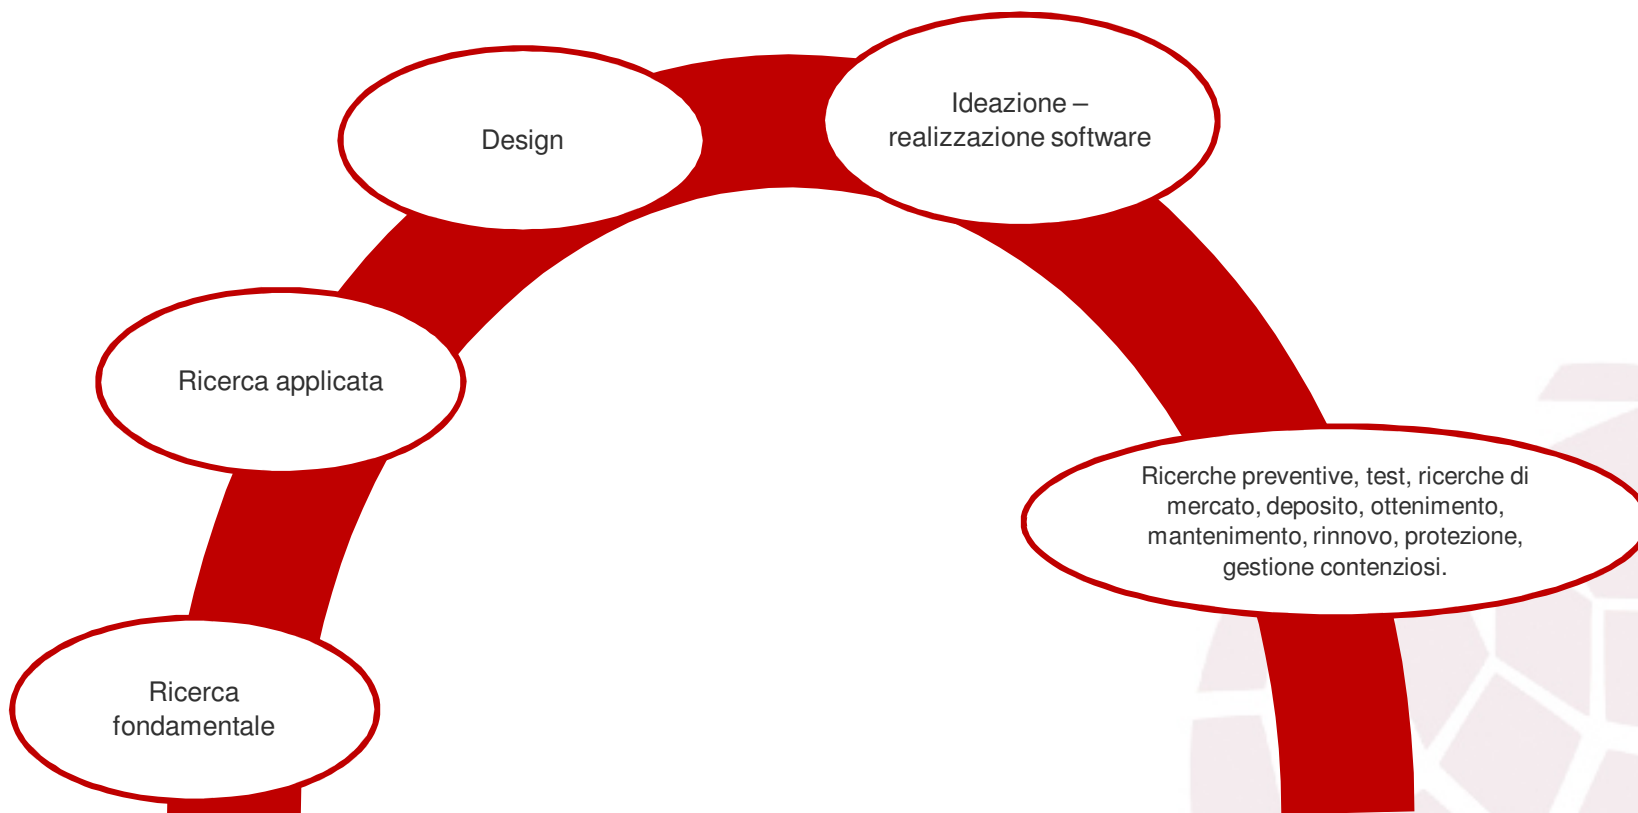 Design
Ideazione –
realizzazione software
Ricerca applicata
Ricerche preventive, test, ricerche di
mercato, deposito, ottenimento,
mantenimento, rinnovo, protezione,
gestione contenziosi.
Ricerca
fondamentale